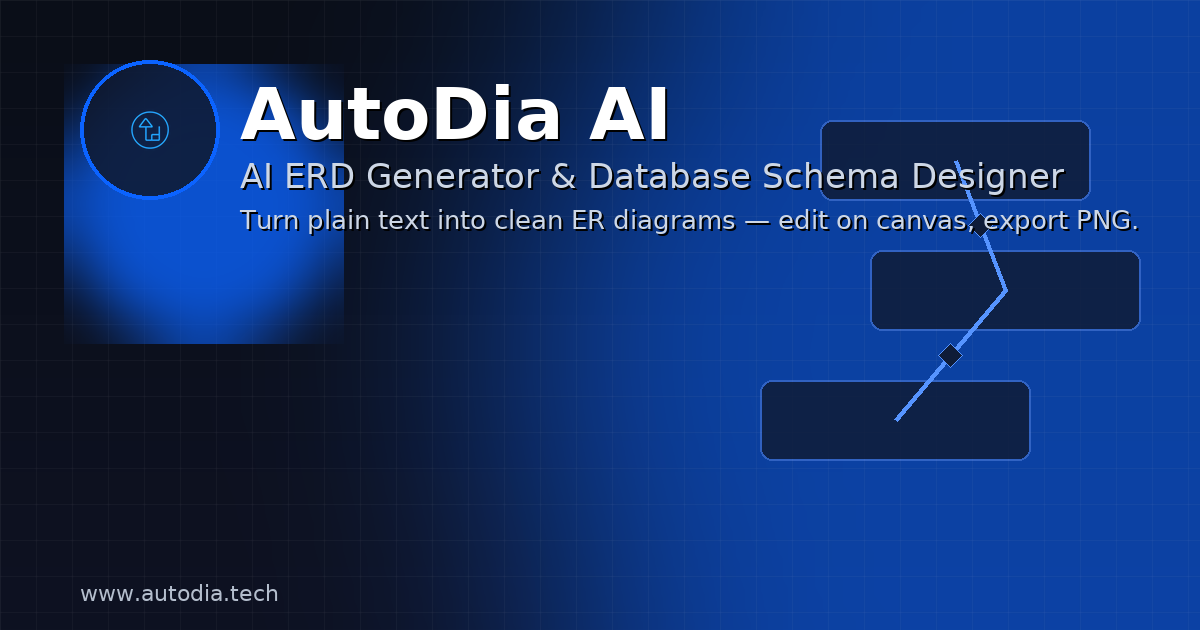 AutoDia AI
AI ERD Generator & Database Schema Designer
Turn plain text into clean ER diagrams — edit on canvas, export PNG.
www.autodia.tech